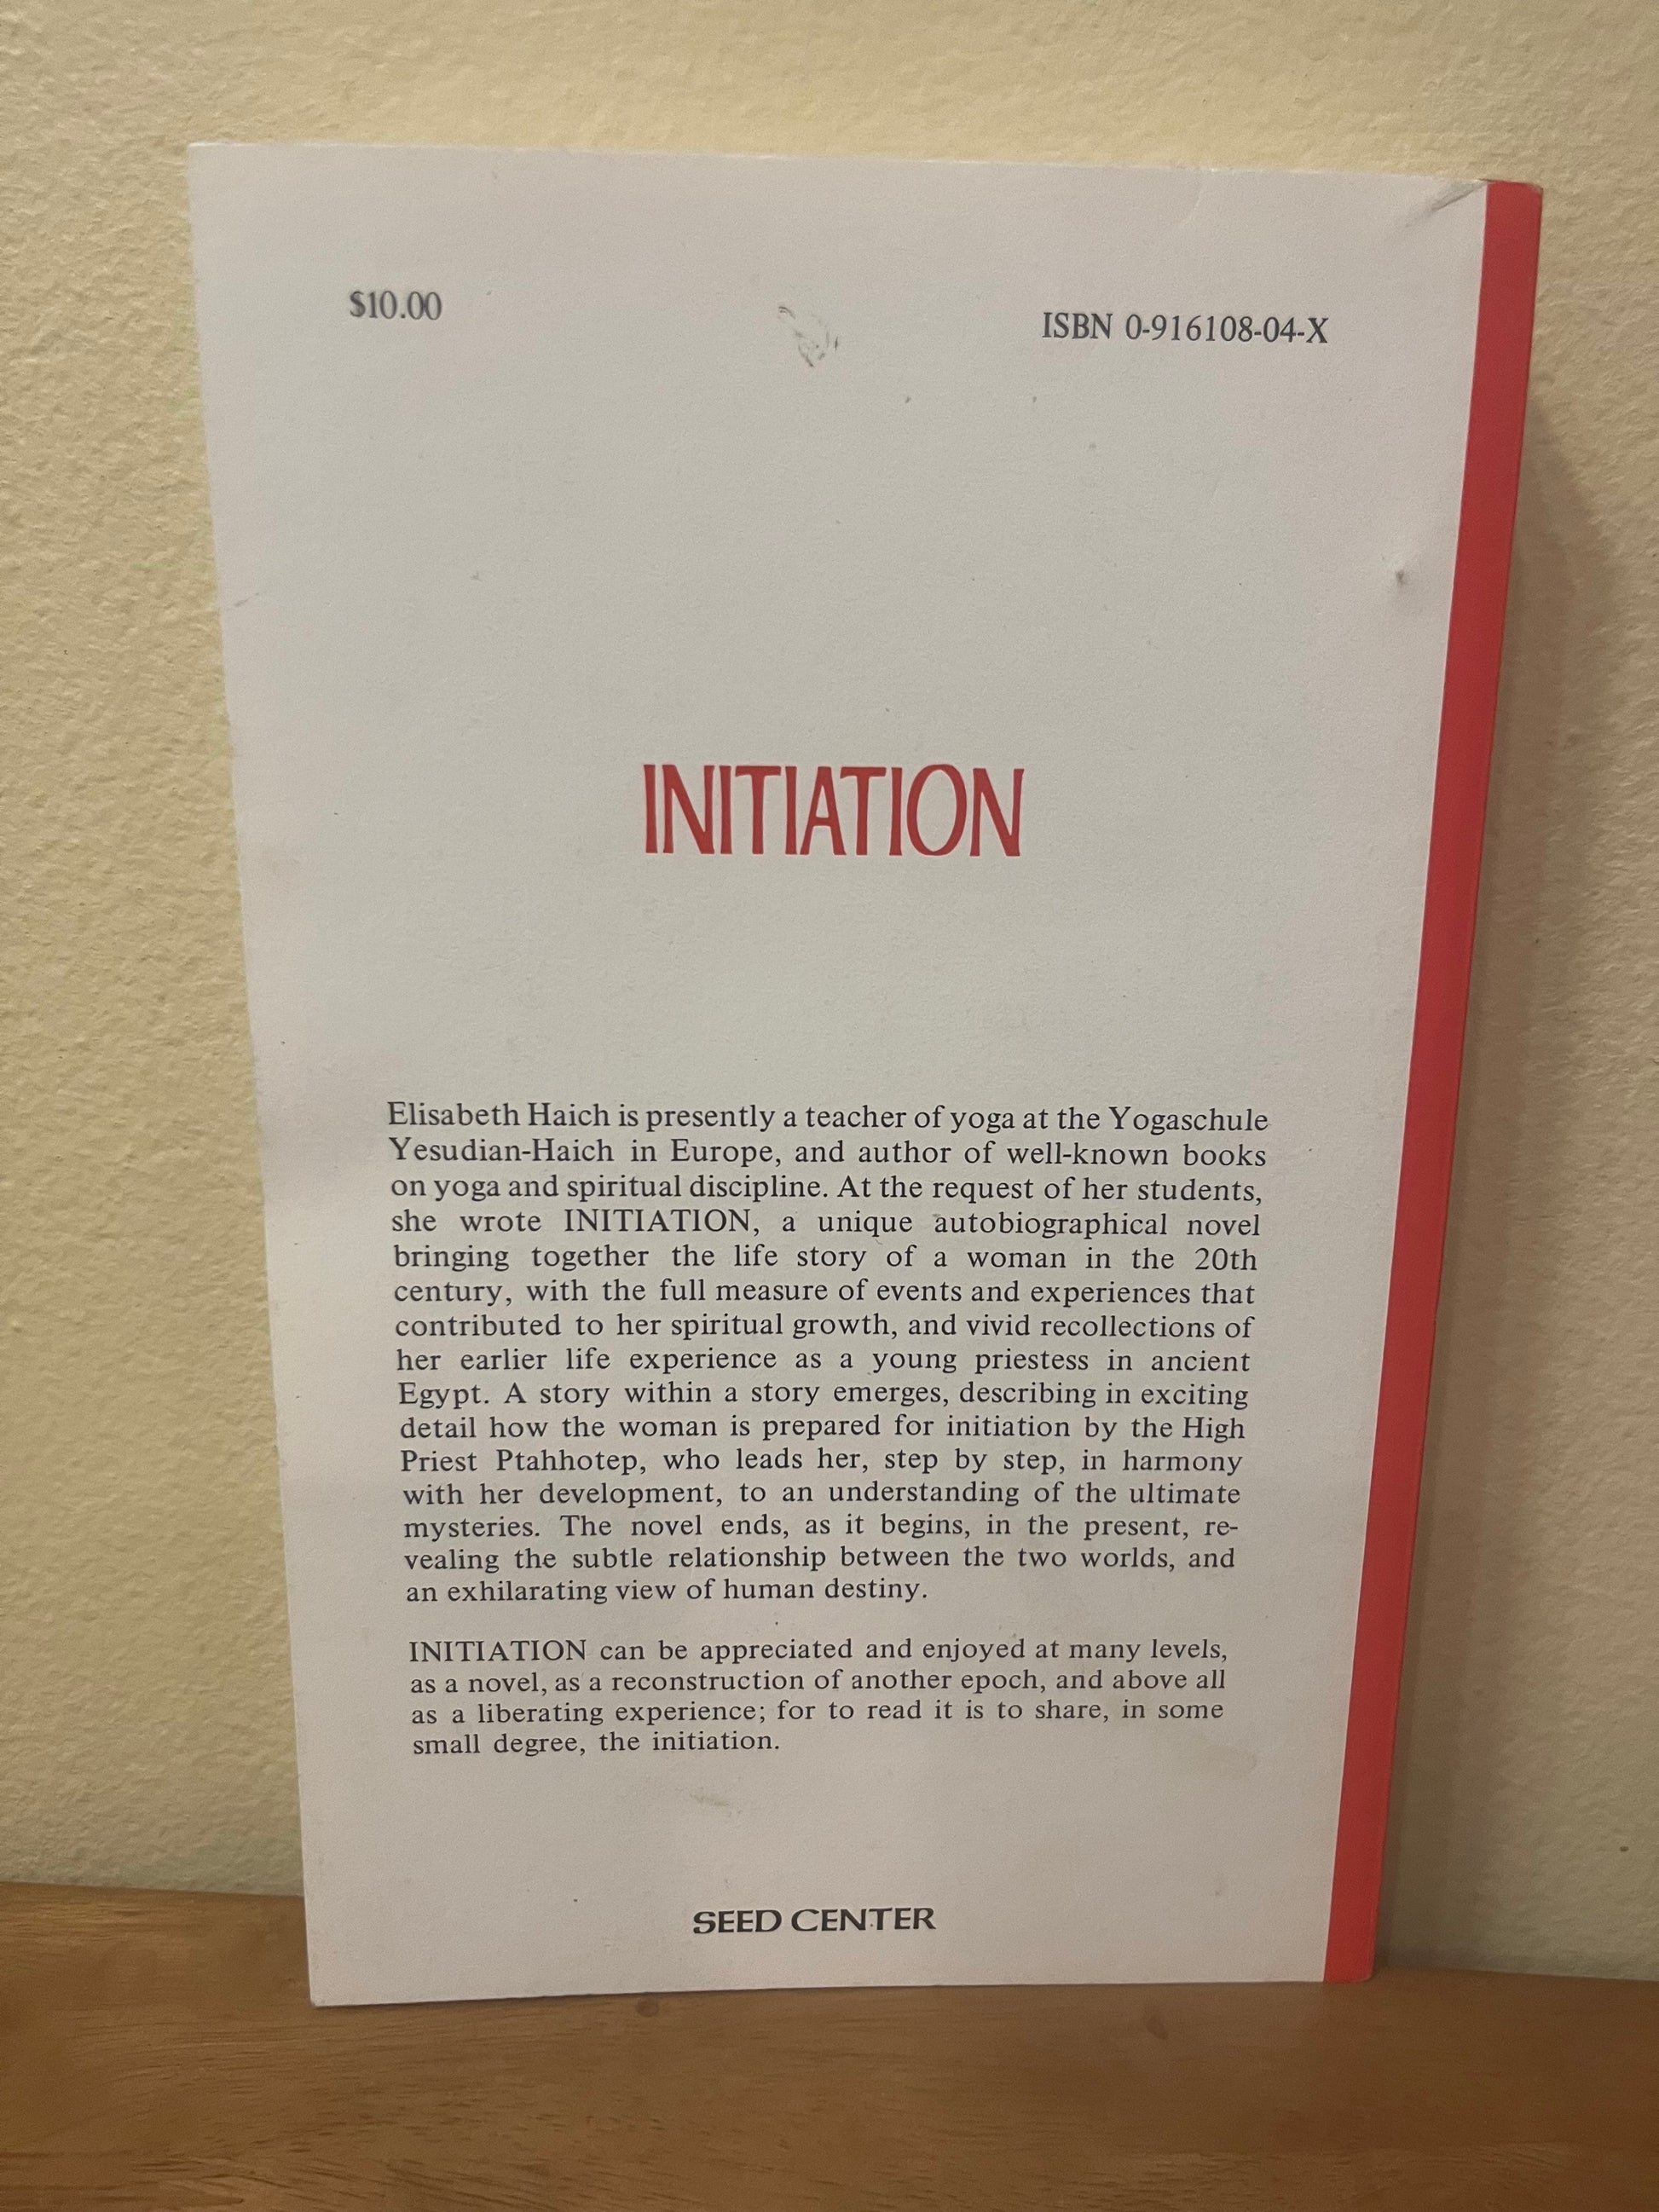 $10.00
ISBN 0-916108-04-X
INITIATION
Elisabeth Haich is presently a teacher of yoga at the Yogaschule
Yesudian-Haich in Europe, and author of well-known books
on yoga and spiritual discipline. At the request of her students,
she wrote INITIATION, a unique autobiographical novel
bringing together the life story of a woman in the 20th
century, with the full measure of events and experiences that
contributed to her spiritual growth, and vivid recollections of
her earlier life experience as a young priestess in ancient
Egypt. A story within a story emerges, describing in exciting
detail how the woman is prepared for initiation by the High
Priest Ptahhotep, who leads her, step by step, in harmony
with her development, to an understanding of the ultimate
mysteries. The novel ends, as it begins, in the present, re-
vealing the subtle relationship between the two worlds, and
an exhilarating view of human destiny.
INITIATION can be appreciated and enjoyed at many levels,
as a novel, as a reconstruction of another epoch, and above all
as a liberating experience; for to read it is to share, in some
small degree, the initiation.
SEED CENTER